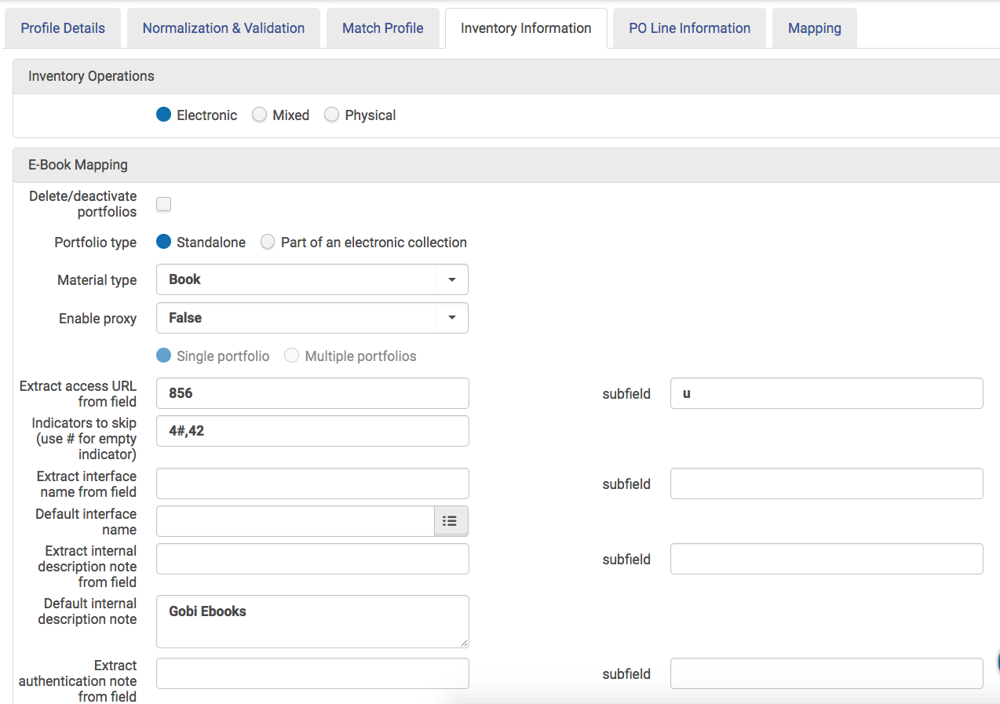 Profile Details Normalization & Validation Match Profile Inventory Information PO Line Information Mapping
Inventory Operations
Electronic Mixed Physical
E-Book Mapping
Delete/deactivate
portfolios
Portfolio type Standalone Part of an electronic collection
Material type Book
Enable proxy False
Single portfolio Multiple portfolios
Extract access URL
from field 856 subfield u
Indicators to skip
(use # for empty
indicator) 4#,42
Extract interface
name from field subfield
Default interface
name
Extract internal
description note
from field subfield
Default internal
description note Gobi Ebooks
Extract
authentication note
from field subfield